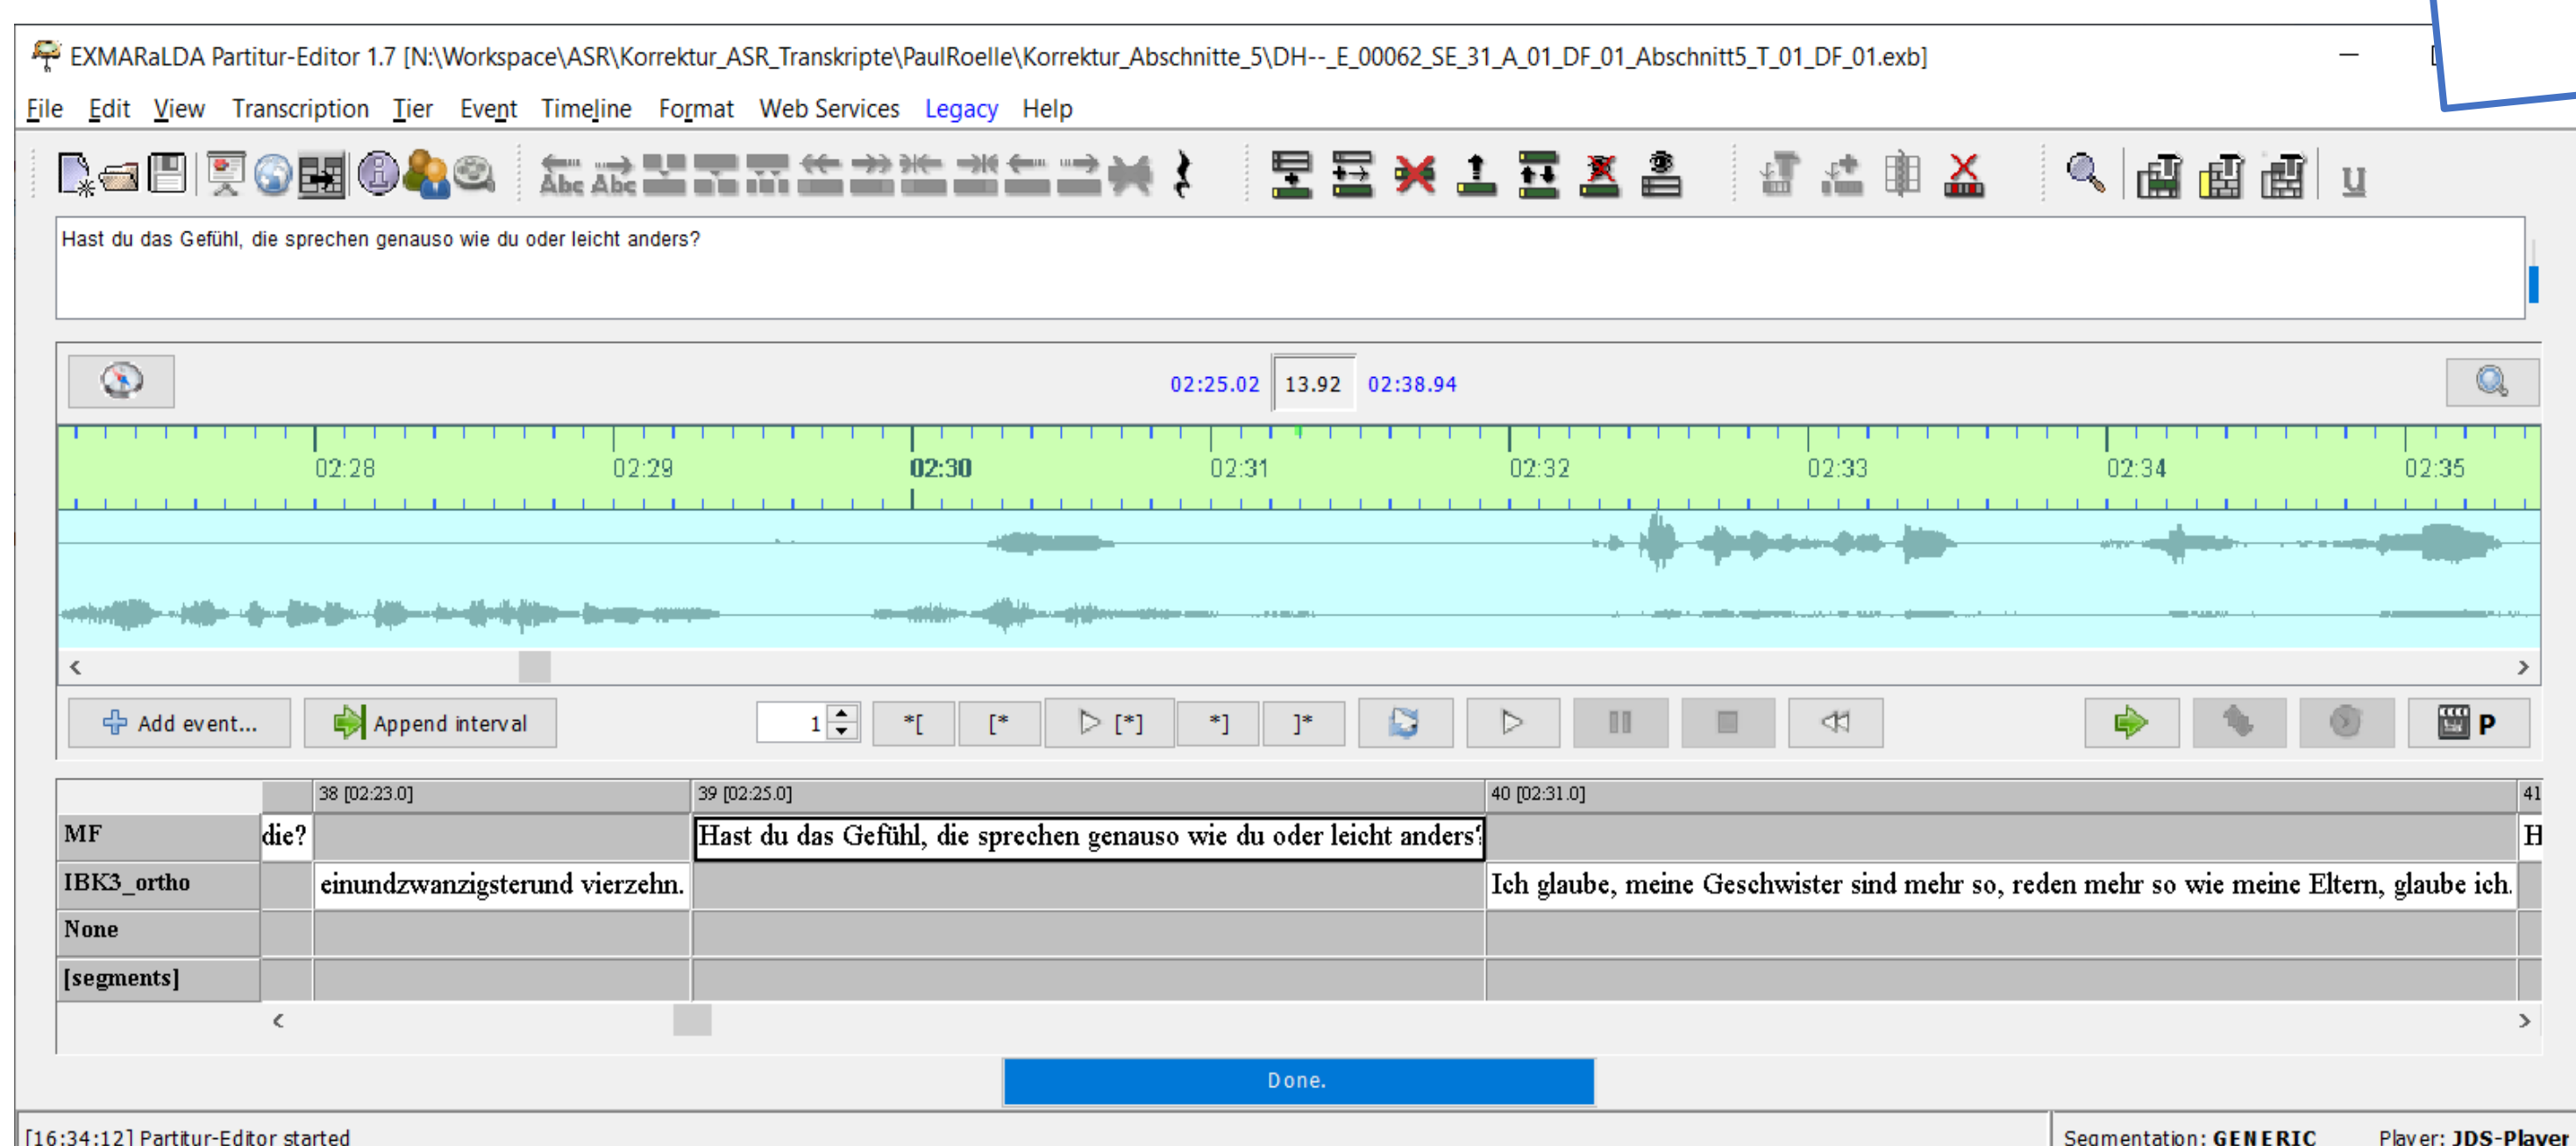 EXMARaLDA Partitur-Editor 1.7 [N:\Workspace\ASR\Korrektur_ASR_Transkripte\PaulRoelle\Korrektur_Abschnitte_5\DH--_E_00062_SE_31_A_01_DF_01_Abschnitt5_T_01_DF_01.exb]
File Edit View Transcription Tier Event Timeline Format Web Services Legacy Help
Abc Abc u
Hast du das Gefühl, die sprechen genauso wie du oder leicht anders?
02:25.02 13.92 02:38.94
02:28 02:29 02:30 02:31 02:32 02:33 02:34 02:35
Add event... Append interval 1 *[ [* [*] *] ]* P
38 [02:23.0] 39 [02:25.0] 40 [02:31.0] 41
MF die? Hast du das Gefühl, die sprechen genauso wie du oder leicht anders? H
IBK3_ortho einundzwanzigsterund vierzehn. Ich glaube, meine Geschwister sind mehr so, reden mehr so wie meine Eltern, glaube ich.
None
[segments]
Done.
[16:34:12] Partitur-Editor started Segmentation: GENERIC Player: JDS-Player